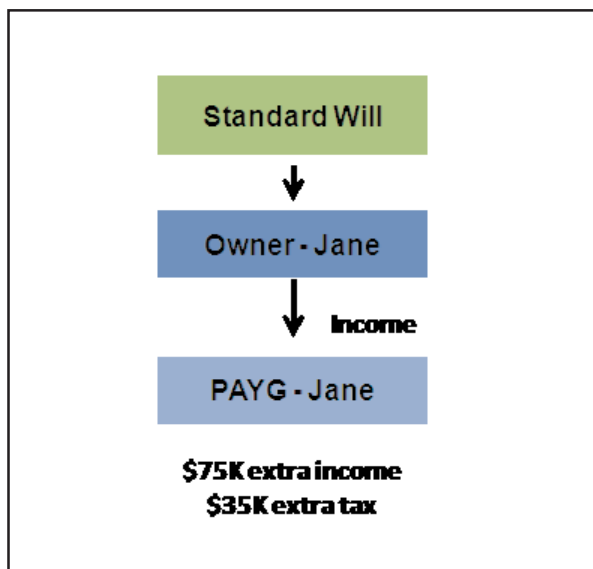 Standard Will
Owner - Jane
Income
PAYG - Jane
$75K extra income
$35K extra tax